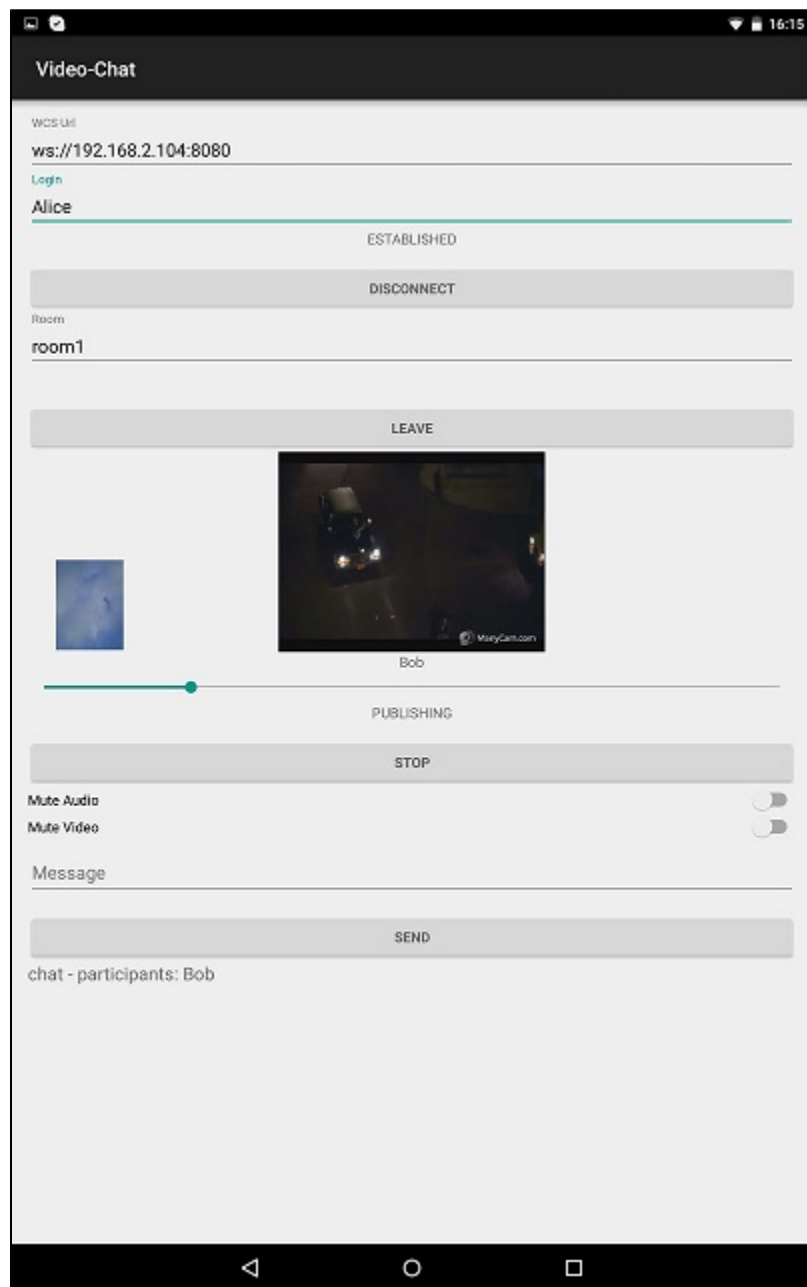 16:15
Video-Chat
WCS Url
ws://192.168.2.104:8080
Login
Alice
ESTABLISHED
DISCONNECT
Room
room1
LEAVE
ManyCam.com
Bob
PUBLISHING
STOP
Mute Audio
Mute Video
Message
SEND
chat - participants: Bob